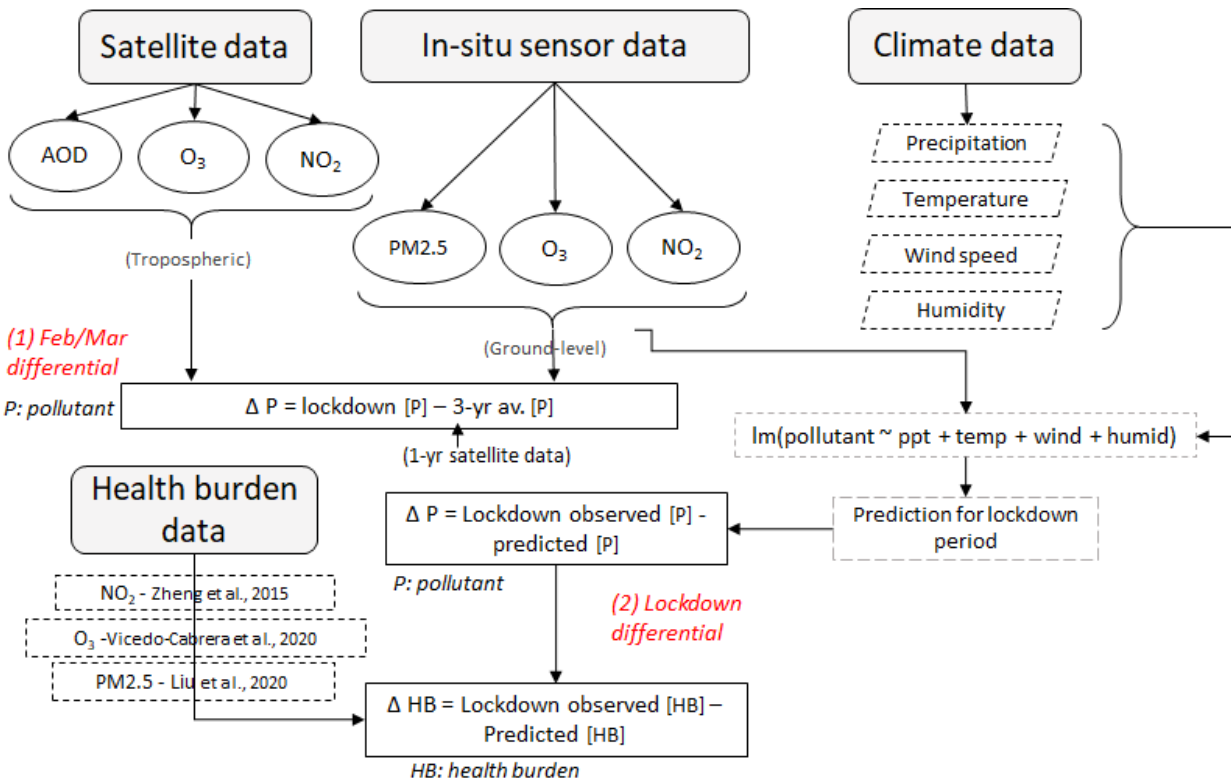 Satellite data
In-situ sensor data
Climate data
AOD
O₃
NO₂
(Tropospheric)
PM2.5
O₃
NO₂
(Ground-level)
Precipitation
Temperature
Wind speed
Humidity
(1) Feb/Mar
differential
P: pollutant
Δ P = lockdown [P] – 3-yr av. [P]
(1-yr satellite data)
lm(pollutant ~ ppt + temp + wind + humid)
Prediction for lockdown
period
Health burden
data
Δ P = Lockdown observed [P] -
predicted [P]
P: pollutant
(2) Lockdown
differential
NO₂ - Zheng et al., 2015
O₃ -Vicedo-Cabrera et al., 2020
PM2.5 - Liu et al., 2020
Δ HB = Lockdown observed [HB] –
Predicted [HB]
HB: health burden